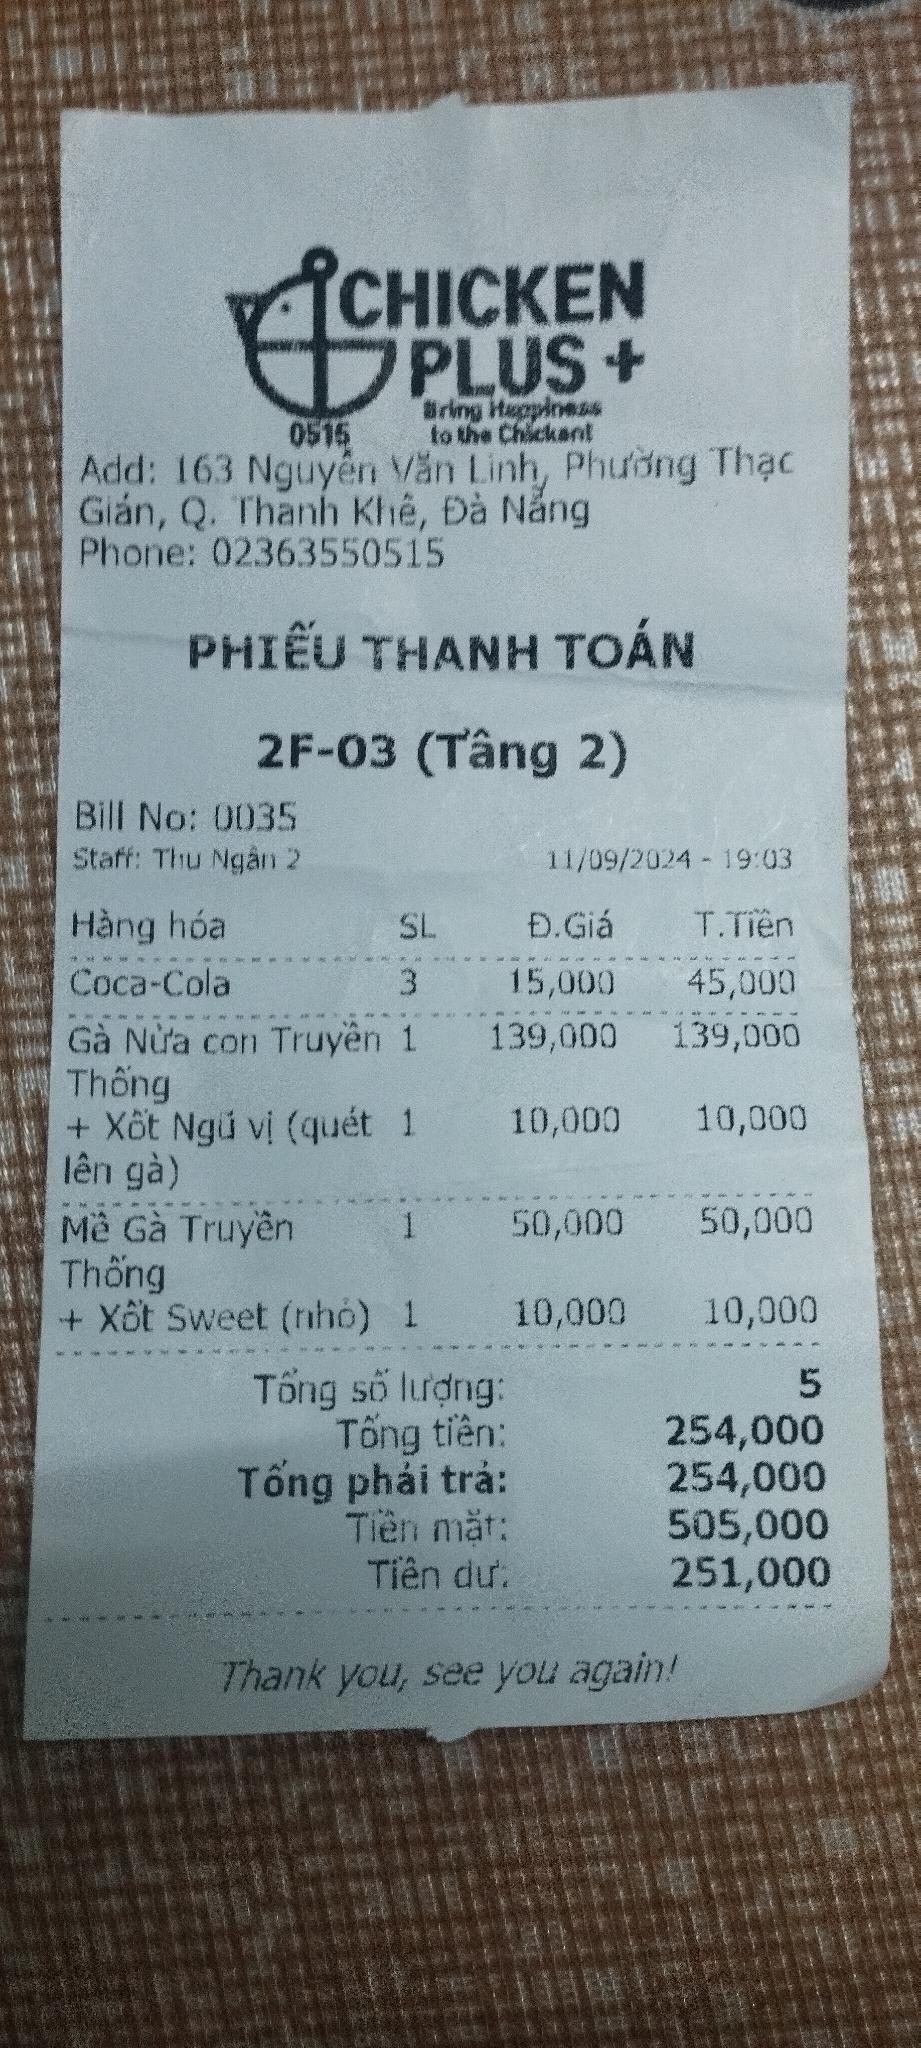 CHICKEN
PLUS +
Bring Happiness
0515 to the Chicken!
Add: 163 Nguyễn Văn Linh, Phường Thạc
Gián, Q. Thanh Khê, Đà Nẵng
Phone: 02363550515
PHIẾU THANH TOÁN
2F-03 (Tầng 2)
Bill No: 0035
Staff: Thu Ngân 2 11/09/2024 - 19:03
Hàng hóa SL Đ.Giá T.Tiền
Coca-Cola 3 15,000 45,000
Gà Nửa con Truyền 1 139,000 139,000
Thống
+ Xốt Ngũ vị (quét 1 10,000 10,000
lên gà)
Mề Gà Truyền 1 50,000 50,000
Thống
+ Xốt Sweet (nhỏ) 1 10,000 10,000
Tổng số lượng: 5
Tổng tiền: 254,000
Tổng phải trả: 254,000
Tiền mặt: 505,000
Tiền dư: 251,000
Thank you, see you again!